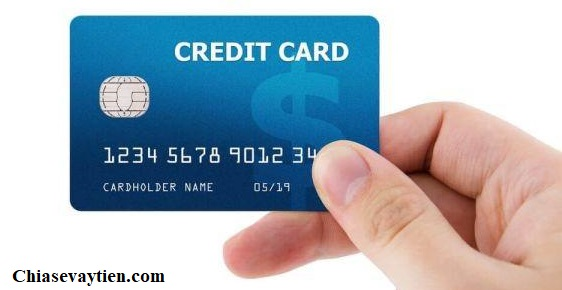 CREDIT CARD
1234 5678 9012 34
CARDHOLDER NAME 05/19
Chiasevaytien.com